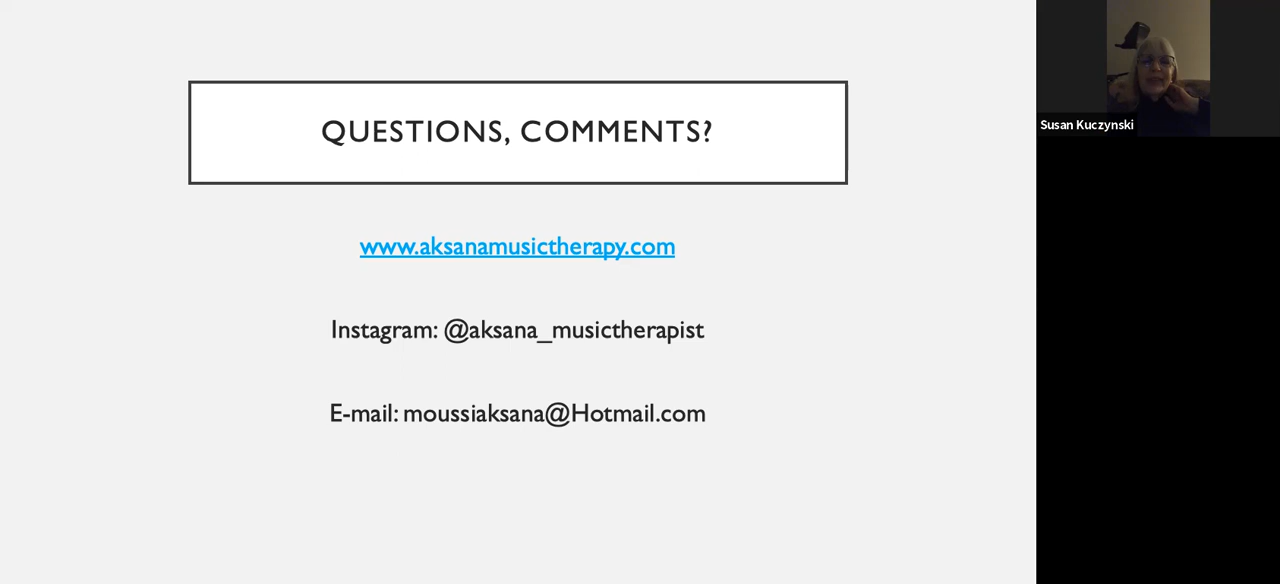 QUESTIONS, COMMENTS?
www.aksanamusictherapy.com
Instagram: @aksana_musictherapist
E-mail: moussiaksana@Hotmail.com
Susan Kuczynski